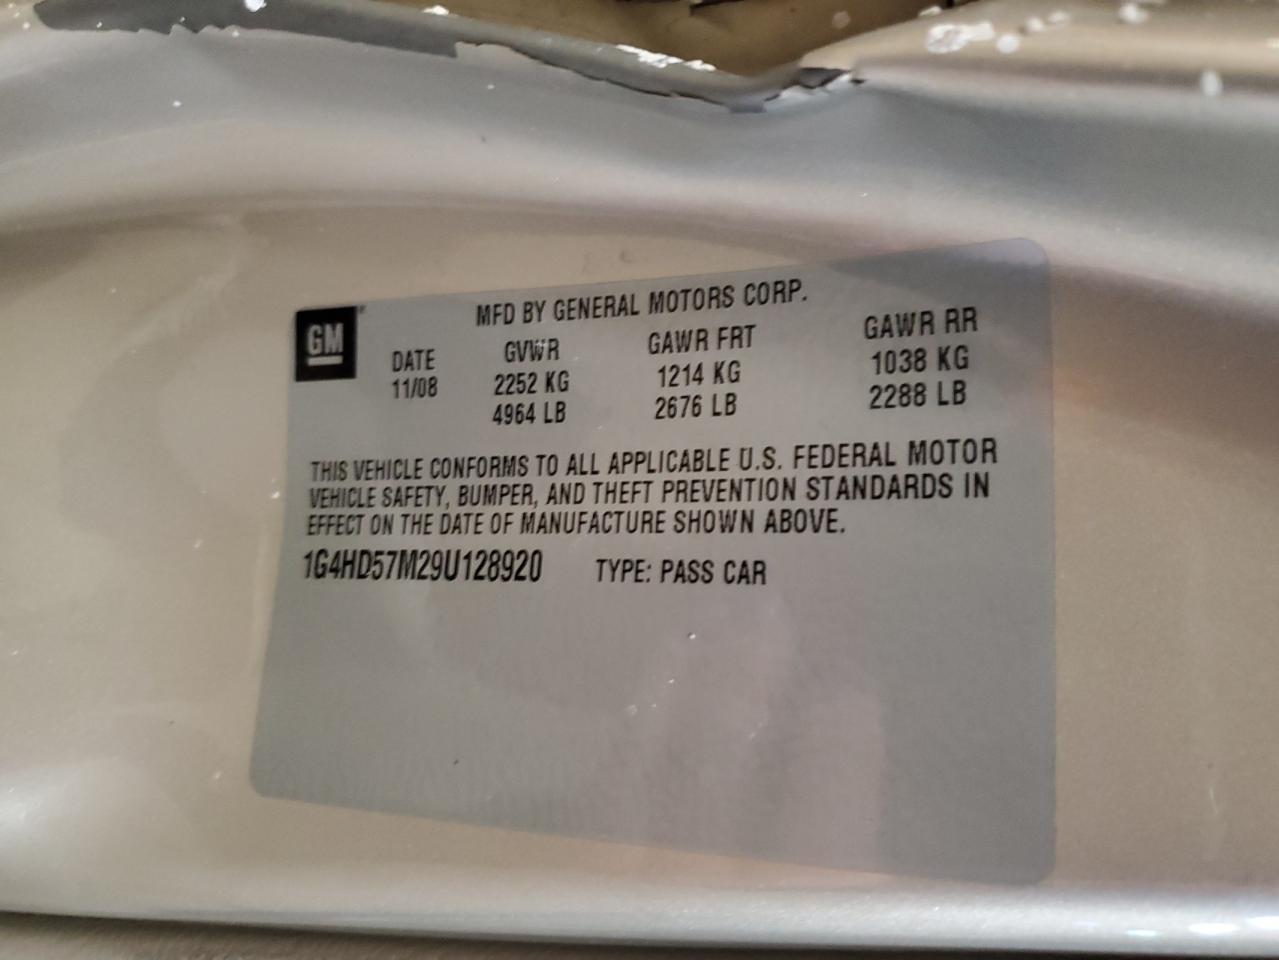 GM
MFD BY GENERAL MOTORS CORP.
DATE GVWR GAWR FRT GAWR RR
11/08 2252 KG 1214 KG 1038 KG
4964 LB 2676 LB 2288 LB
THIS VEHICLE CONFORMS TO ALL APPLICABLE U.S. FEDERAL MOTOR
VEHICLE SAFETY, BUMPER, AND THEFT PREVENTION STANDARDS IN
EFFECT ON THE DATE OF MANUFACTURE SHOWN ABOVE.
1G4HD57M29U128920 TYPE: PASS CAR